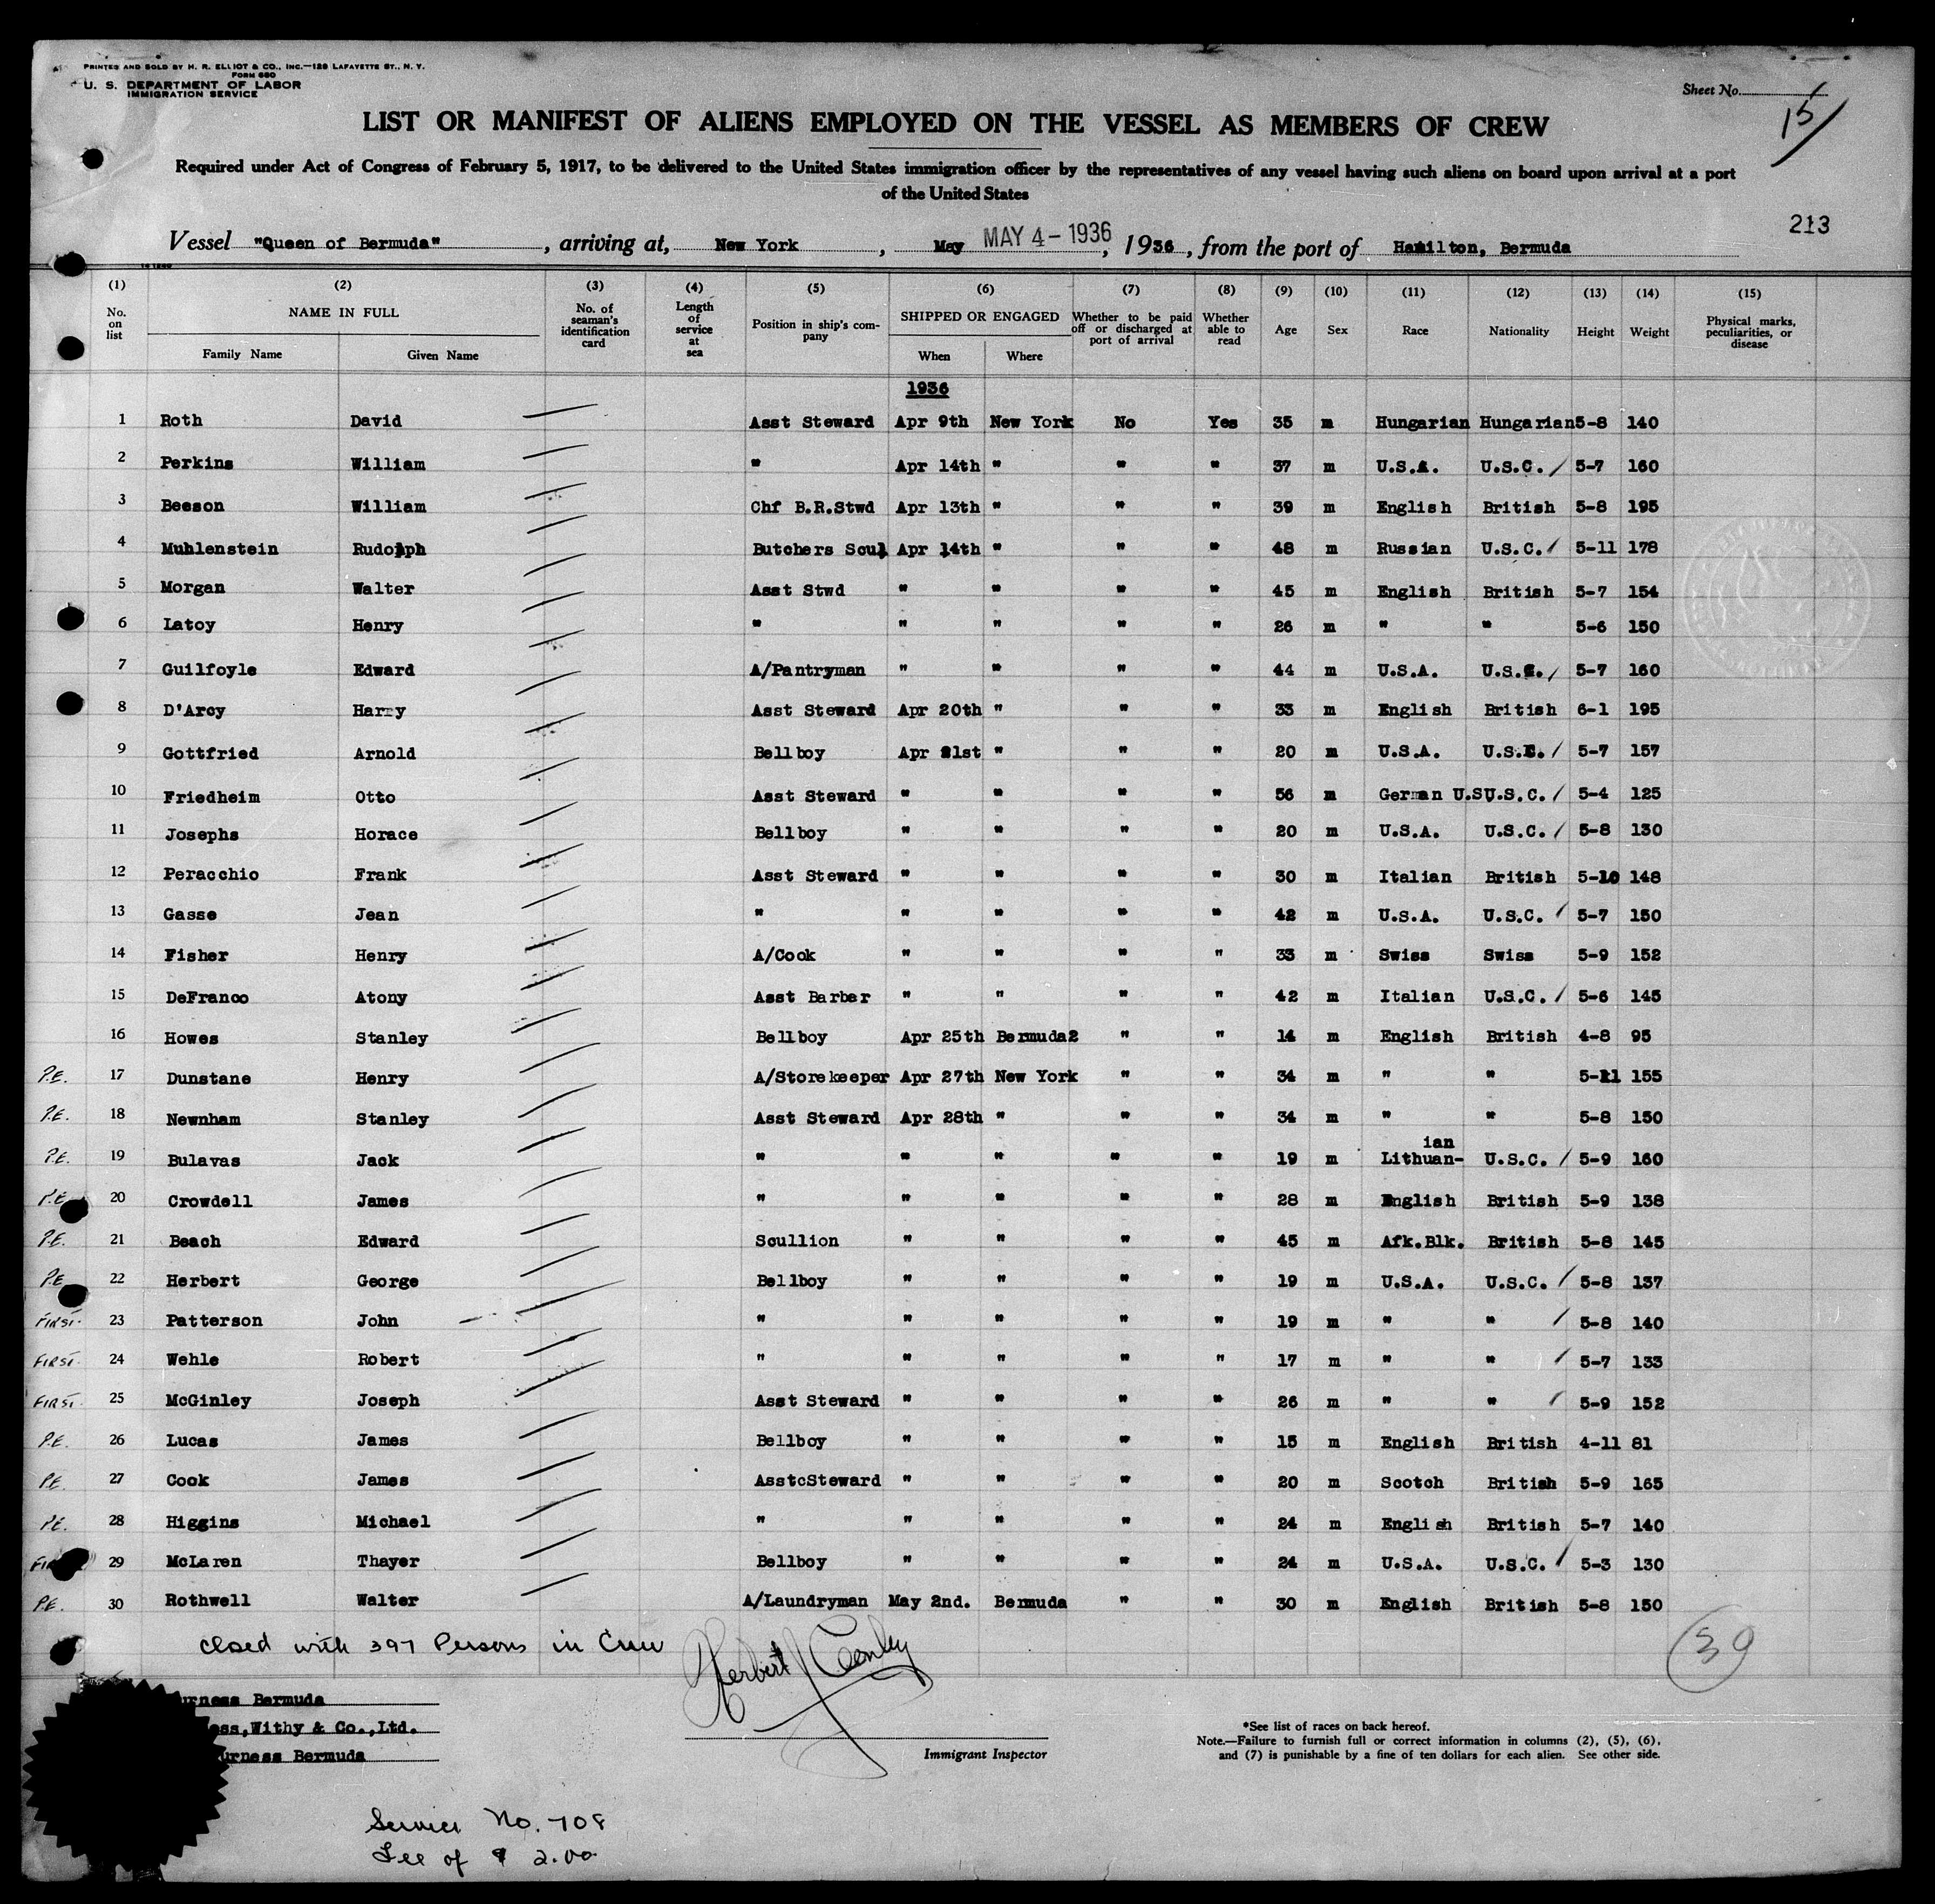 PRINTED AND SOLD BY H. R. ELLIOT & CO., INC.—129 LAFAYETTE ST., N. Y.
FORM 680
U. S. DEPARTMENT OF LABOR
IMMIGRATION SERVICE
Sheet No.
15
LIST OR MANIFEST OF ALIENS EMPLOYED ON THE VESSEL AS MEMBERS OF CREW
Required under Act of Congress of February 5, 1917, to be delivered to the United States immigration officer by the representatives of any vessel having such aliens on board upon arrival at a port
of the United States
213
Vessel "Queen of Bermuda", arriving at, New York, May MAY 4-1936, 1936, from the port of Hamilton, Bermuda
(1) (2) (3) (4) (5) (6) (7) (8) (9) (10) (11) (12) (13) (14) (15)
No. on list NAME IN FULL Family Name Given Name No. of seaman's identification card Length of service at sea Position in ship's company SHIPPED OR ENGAGED When Where Whether to be paid off or discharged at port of arrival Whether able to read Age Sex Race Nationality Height Weight Physical marks, peculiarities, or disease
1936
1 Roth David Asst Steward Apr 9th New York No Yes 35 m Hungarian Hungarian 5-8 140
2 Perkins William " Apr 14th " " " 37 m U.S.A. U.S.C. / 5-7 160
3 Beeson William Chf B.R.Stwd Apr 13th " " " 39 m English British 5-8 195
4 Muhlenstein Rudolph Butchers Scul Apr 14th " " " 48 m Russian U.S.C. / 5-11 178
5 Morgan Walter Asst Stwd " " " " 45 m English British 5-7 154
6 Latoy Henry " " " " " 26 m " " 5-6 150
7 Guilfoyle Edward A/Pantryman " " " " 44 m U.S.A. U.S.C. / 5-7 160
8 D'Arcy Harry Asst Steward Apr 20th " " " 33 m English British 6-1 195
9 Gottfried Arnold Bellboy Apr 21st " " " 20 m U.S.A. U.S.C. / 5-7 157
10 Friedheim Otto Asst Steward " " " " 56 m German U.S U.S.C. / 5-4 125
11 Josephs Horace Bellboy " " " " 20 m U.S.A. U.S.C. / 5-8 130
12 Peracchio Frank Asst Steward " " " " 30 m Italian British 5-10 148
13 Gasse Jean " " " " " 42 m U.S.A. U.S.C. / 5-7 150
14 Fisher Henry A/Cook " " " " 33 m Swiss Swiss 5-9 152
15 DeFranco Atony Asst Barber " " " " 42 m Italian U.S.C. / 5-6 145
16 Howes Stanley Bellboy Apr 25th Bermuda2 " " 14 m English British 4-8 95
P.E. 17 Dunstane Henry A/Storekeeper Apr 27th New York " " 34 m " " 5-11 155
P.E. 18 Newnham Stanley Asst Steward Apr 28th " " " 34 m " " 5-8 150
ian
P.E. 19 Bulavas Jack " " " " " 19 m Lithuan- U.S.C. / 5-9 160
P.E. 20 Crowdell James " " " " " 28 m English British 5-9 138
P.E. 21 Beach Edward Scullion " " " " 45 m Afk.Blk. British 5-8 145
P.E. 22 Herbert George Bellboy " " " " 19 m U.S.A. U.S.C. / 5-8 137
FIRST 23 Patterson John " " " " " 19 m " " / 5-8 140
FIRST 24 Wehle Robert " " " " " 17 m " " / 5-7 133
FIRST 25 McGinley Joseph Asst Steward " " " " 26 m " " / 5-9 152
P.E. 26 Lucas James Bellboy " " " " 15 m English British 4-11 81
P.E. 27 Cook James AsstcSteward " " " " 20 m Scotch British 5-9 165
P.E. 28 Higgins Michael " " " " " 24 m English British 5-7 140
29 McLaren Thayer Bellboy " " " " 24 m U.S.A. U.S.C. / 5-3 130
P.E. 30 Rothwell Walter A/Laundryman May 2nd. Bermuda " " 30 m English British 5-8 150
Closed with 397 Persons in Crew
39
Bermuda
Withy & Co., Ltd.
Bermuda
Immigrant Inspector
*See list of races on back hereof.
Note.—Failure to furnish full or correct information in columns (2), (5), (6),
and (7) is punishable by a fine of ten dollars for each alien. See other side.
Service No. 708
Fee of $ 2.00